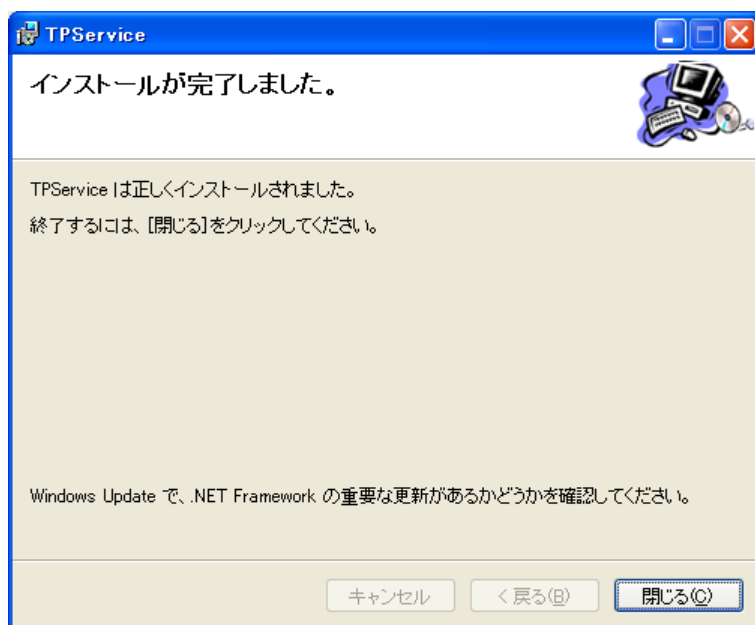 TPService
インストールが完了しました。
TPService は正しくインストールされました。
終了するには、[閉じる]をクリックしてください。
Windows Update で、.NET Framework の重要な更新があるかどうかを確認してください。
キャンセル
< 戻る(B)
閉じる(C)